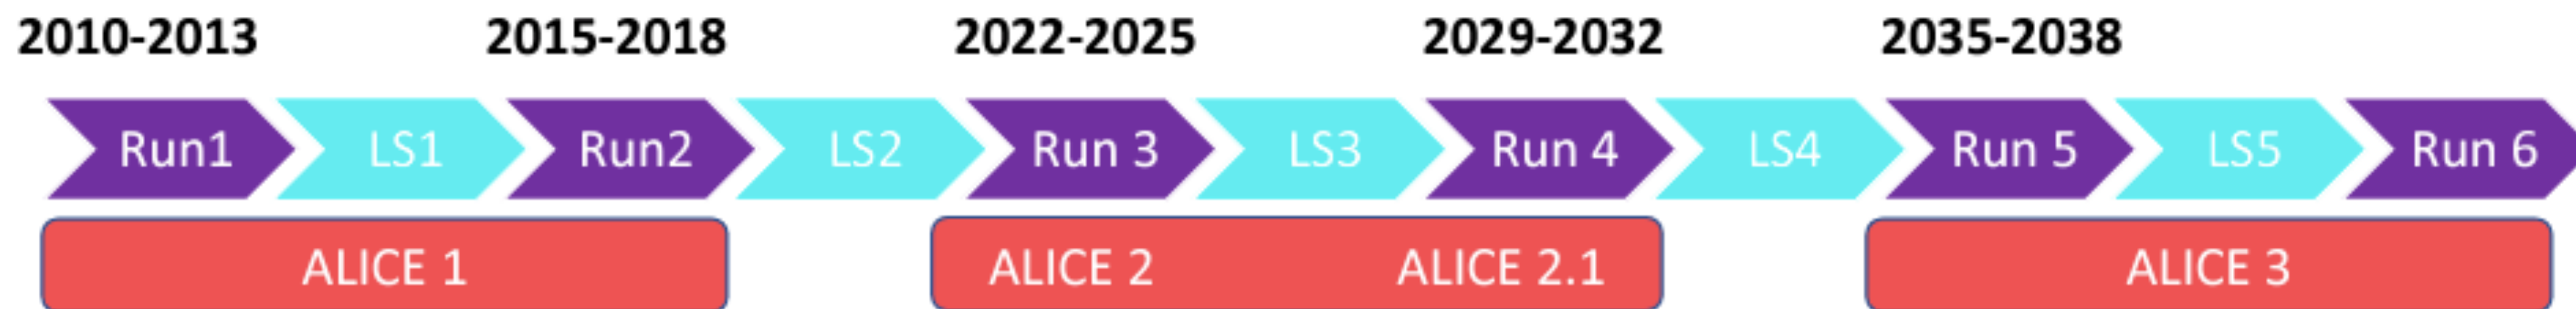 2010-2013 2015-2018 2022-2025 2029-2032 2035-2038
Run1 LS1 Run2 LS2 Run 3 LS3 Run 4 LS4 Run 5 LS5 Run 6
ALICE 1 ALICE 2 ALICE 2.1 ALICE 3